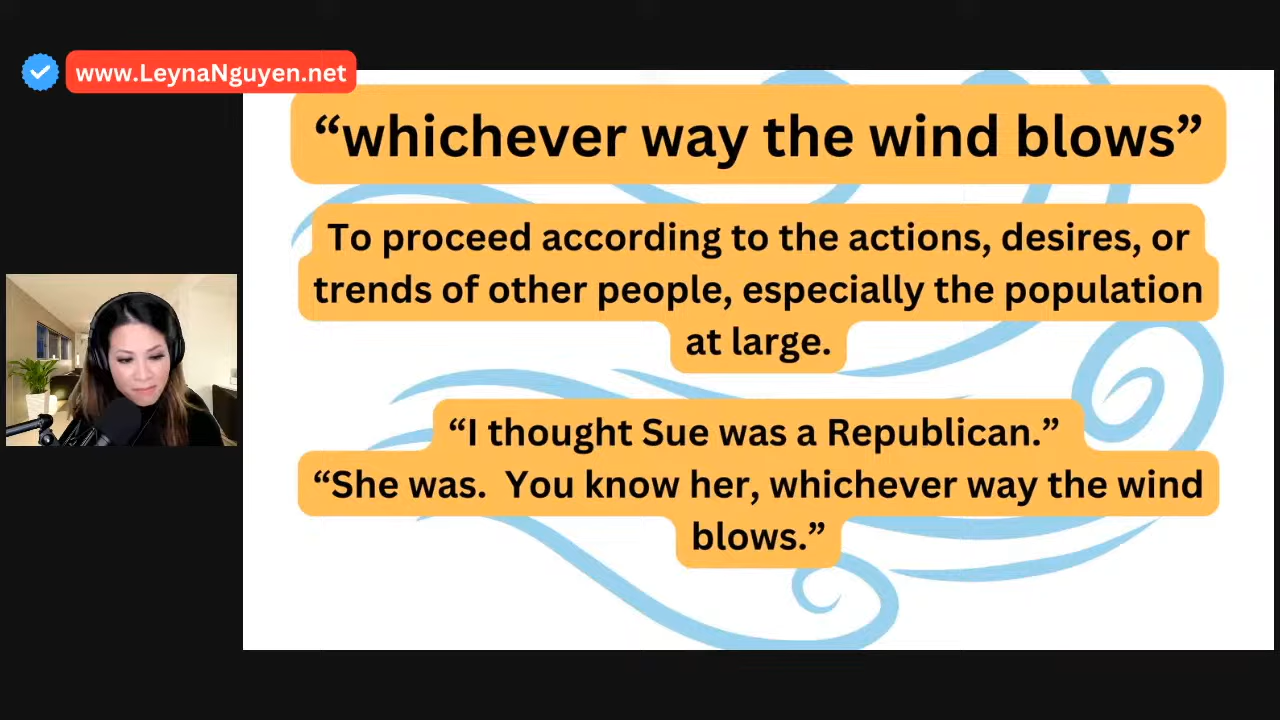 www.LeynaNguyen.net
“whichever way the wind blows”
To proceed according to the actions, desires, or
trends of other people, especially the population
at large.
“I thought Sue was a Republican.”
“She was.  You know her, whichever way the wind
blows.”